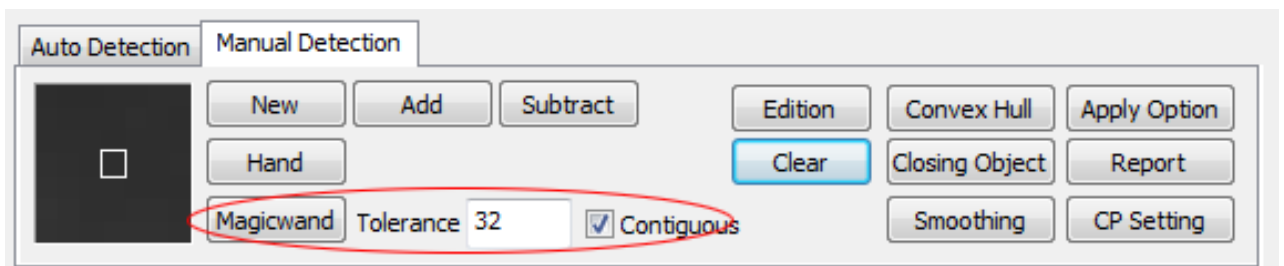 Auto Detection Manual Detection
New Add Subtract Edition Convex Hull Apply Option
Hand Clear Closing Object Report
Magicwand Tolerance 32 Contiguous Smoothing CP Setting